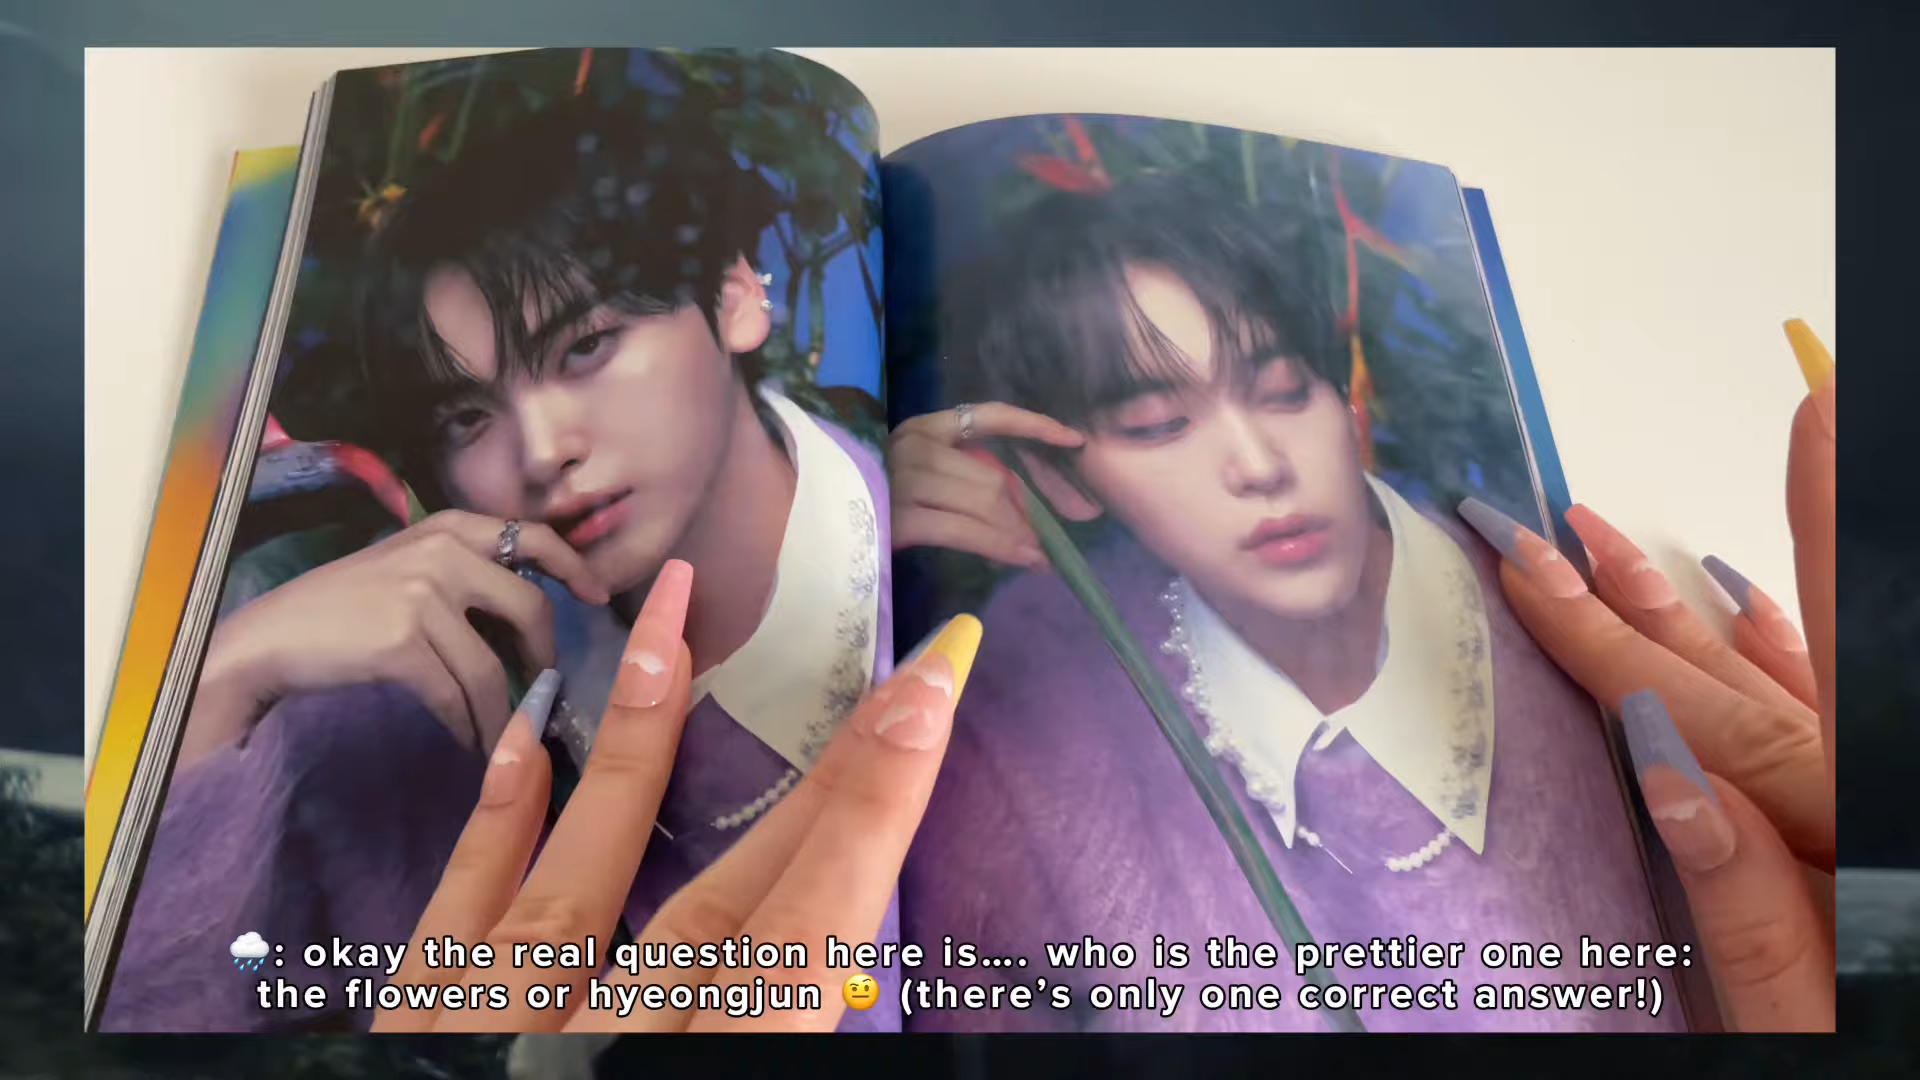 🌧️: okay the real question here is.... who is the prettier one here:
the flowers or hyeongjun 🤨 (there's only one correct answer!)